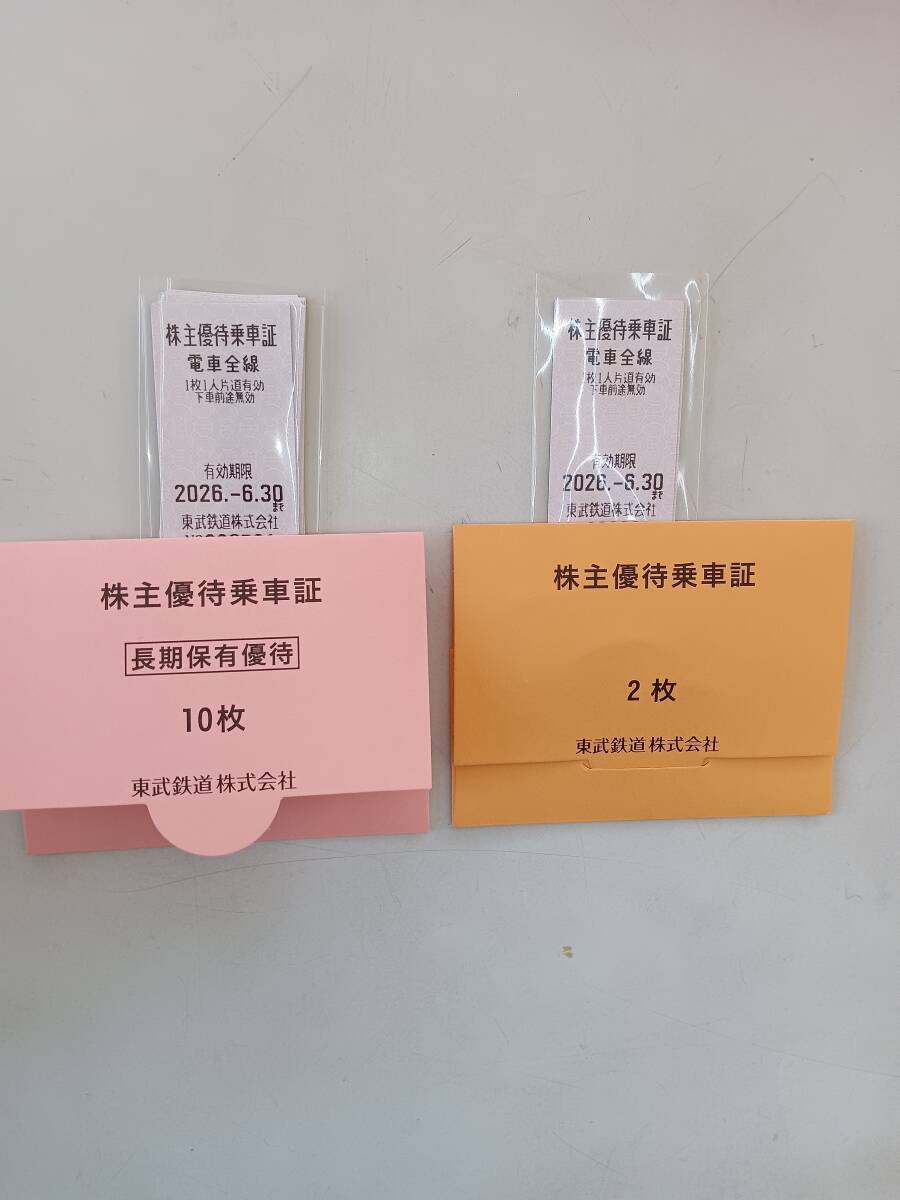 株主優待乗車証
電車全線
1枚1人片道有効
下車前途無効
有効期限
2026.-6.30
まで
東武鉄道株式会社
株主優待乗車証
長期保有優待
10枚
東武鉄道株式会社
株主優待乗車証
電車全線
1枚1人片道有効
下車前途無効
有効期限
2026.-6.30
まで
東武鉄道株式会社
株主優待乗車証
2枚
東武鉄道株式会社